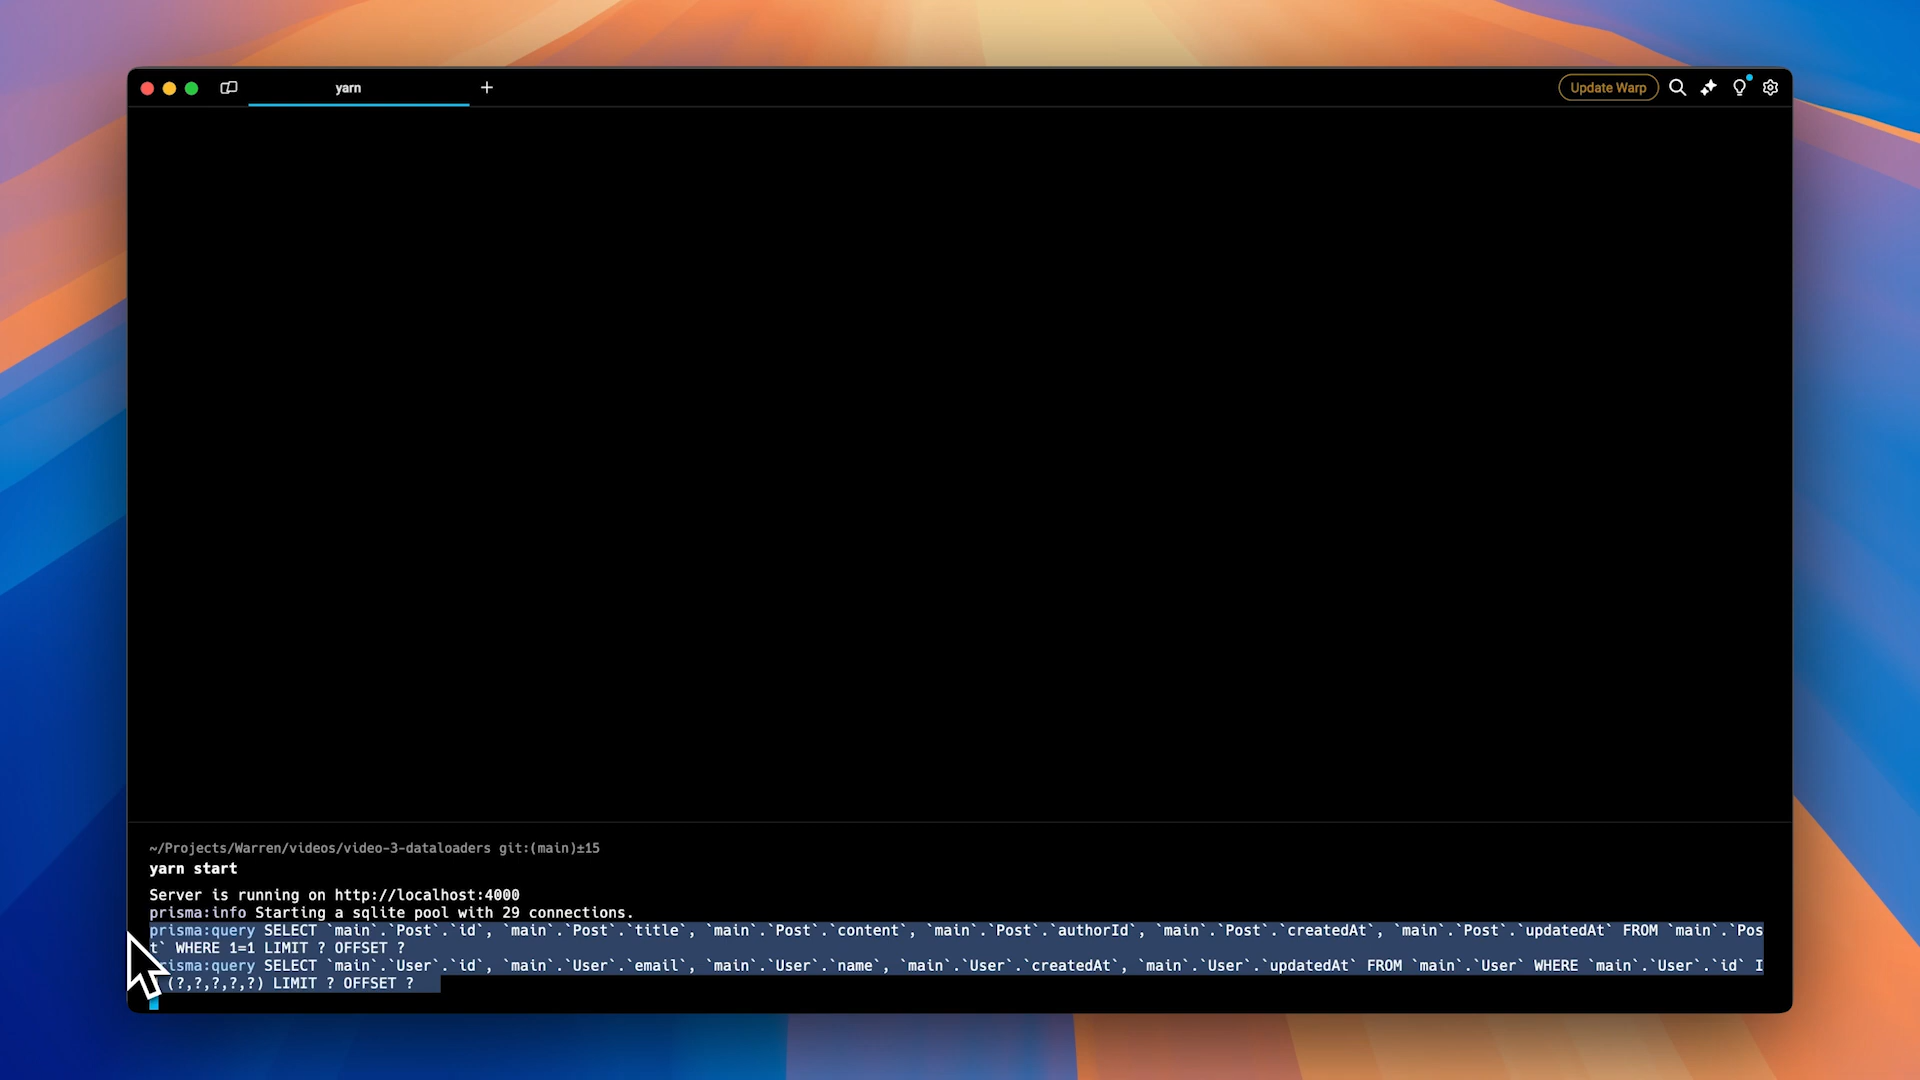 yarn
Update Warp
~/Projects/Warren/videos/video-3-dataloaders git:(main)±15
yarn start
Server is running on http://localhost:4000
prisma:info Starting a sqlite pool with 29 connections.
prisma:query SELECT `main`.`Post`.`id`, `main`.`Post`.`title`, `main`.`Post`.`content`, `main`.`Post`.`authorId`, `main`.`Post`.`createdAt`, `main`.`Post`.`updatedAt` FROM `main`.`Pos
t` WHERE 1=1 LIMIT ? OFFSET ?
isma:query SELECT `main`.`User`.`id`, `main`.`User`.`email`, `main`.`User`.`name`, `main`.`User`.`createdAt`, `main`.`User`.`updatedAt` FROM `main`.`User` WHERE `main`.`User`.`id` I
(?,?,?,?,?) LIMIT ? OFFSET ?